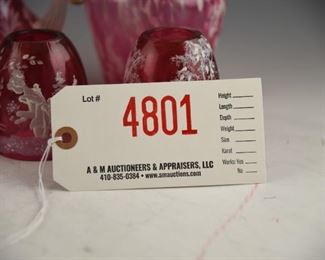 Lot #
4801
Height
Length
Depth
Weight
Size
Karat
Works: Yes
No
A & M AUCTIONEERS & APPRAISERS, LLC
410-835-0384 • www.amauctions.com